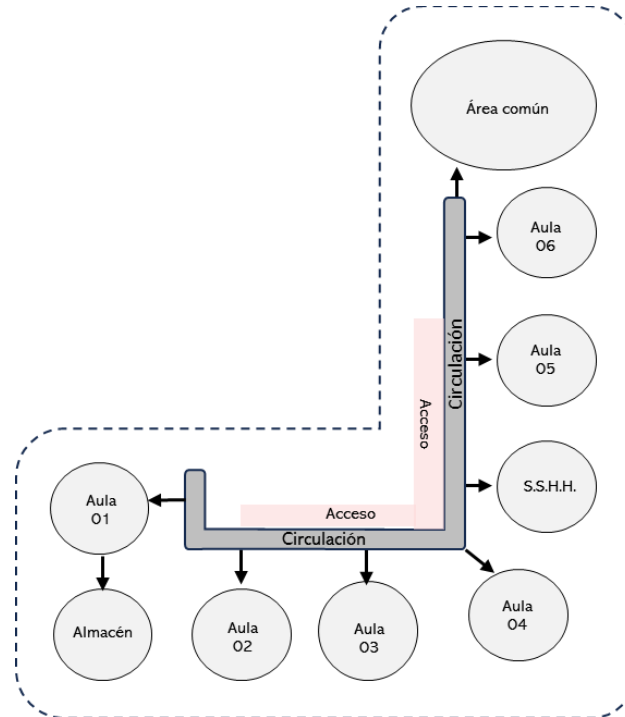 Área común
Aula
06
Circulación
Aula
05
Acceso
S.S.H.H.
Aula
01
Acceso
Circulación
Almacén
Aula
02
Aula
03
Aula
04